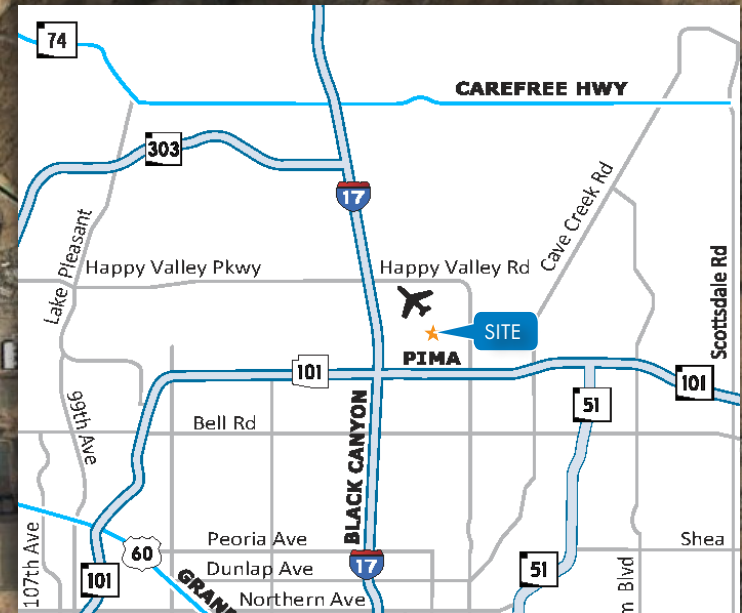 74
CAREFREE HWY
303
17
Cave Creek Rd
Lake Pleasant
Scottsdale Rd
Happy Valley Pkwy
Happy Valley Rd
SITE
PIMA
101
101
51
99th Ave
Bell Rd
BLACK CANYON
Peoria Ave
Shea
60
107th Ave
Dunlap Ave
17
51
101
Northern Ave
Blvd